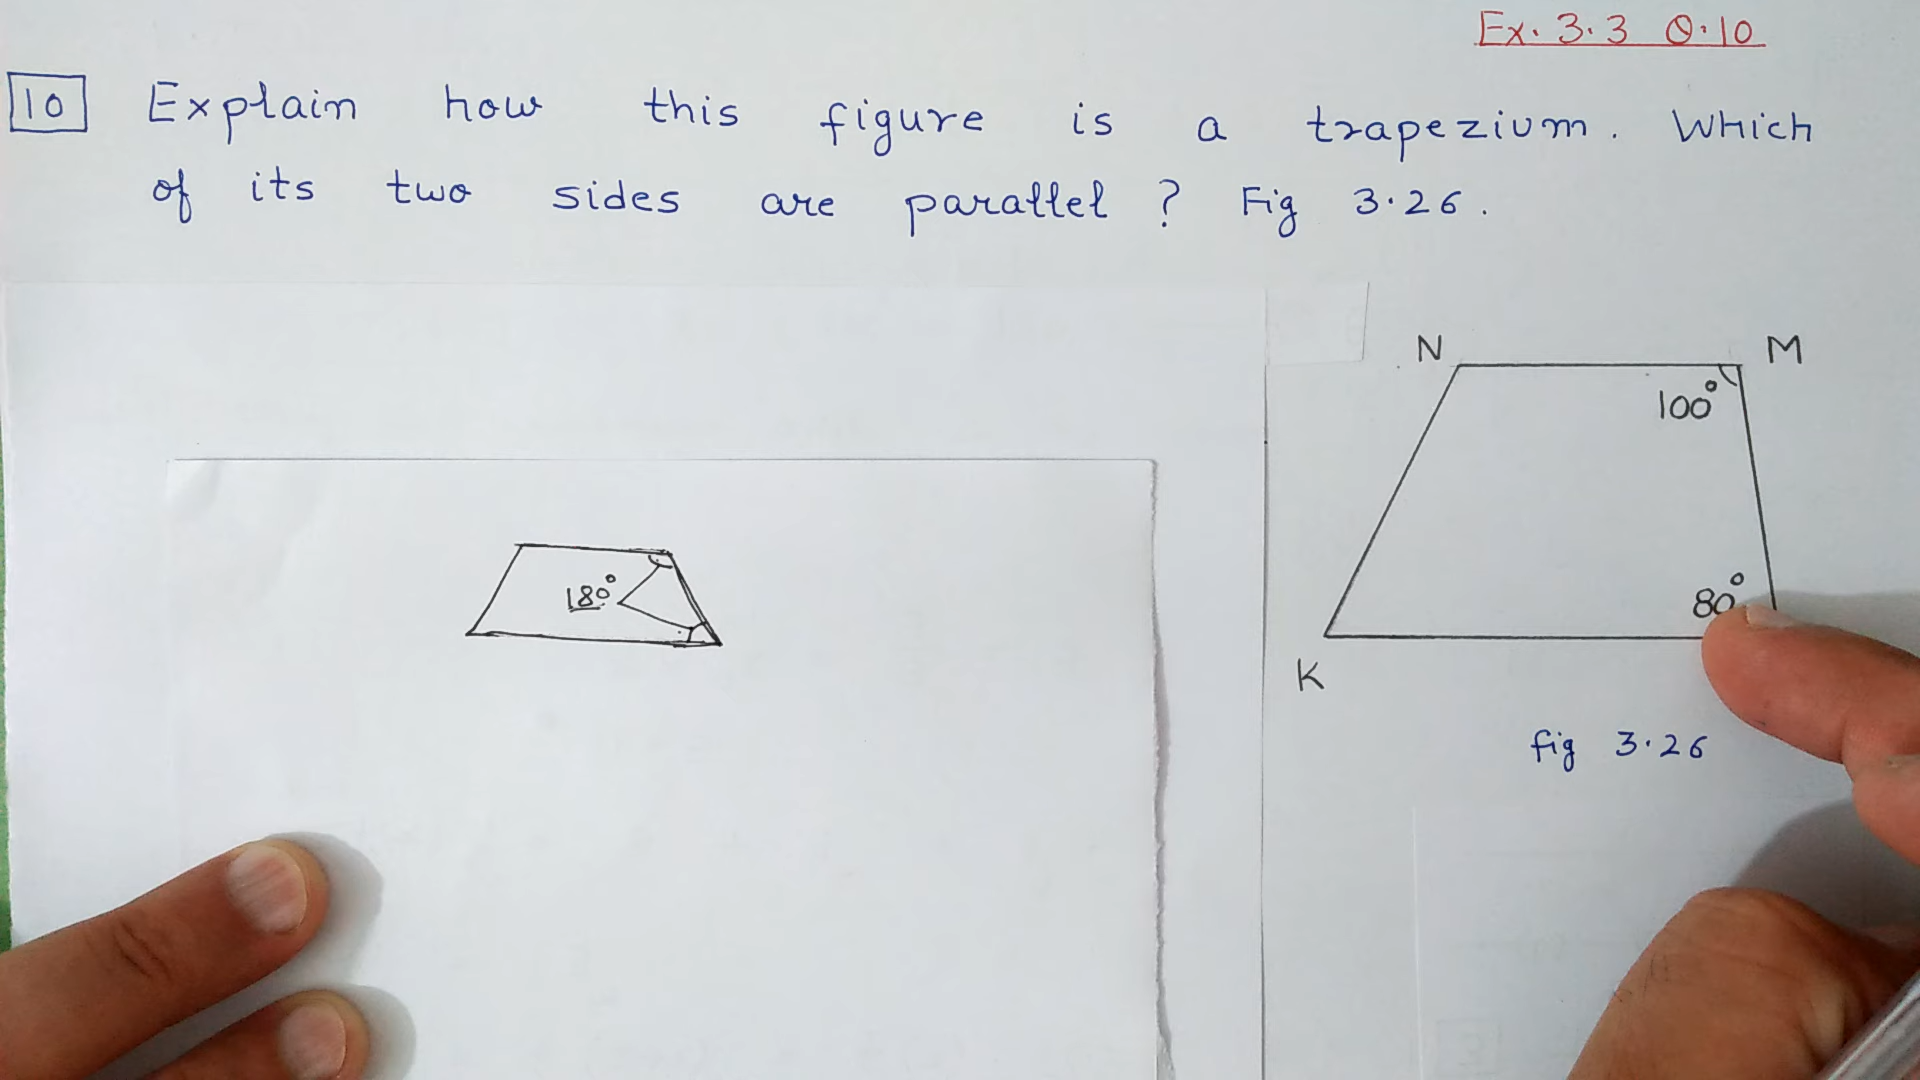 Ex. 3.3 Q.10
10 Explain how this figure is a trapezium. Which
of its two sides are parallel ? Fig 3.26.
N M
100°
180°
80°
K
fig 3.26